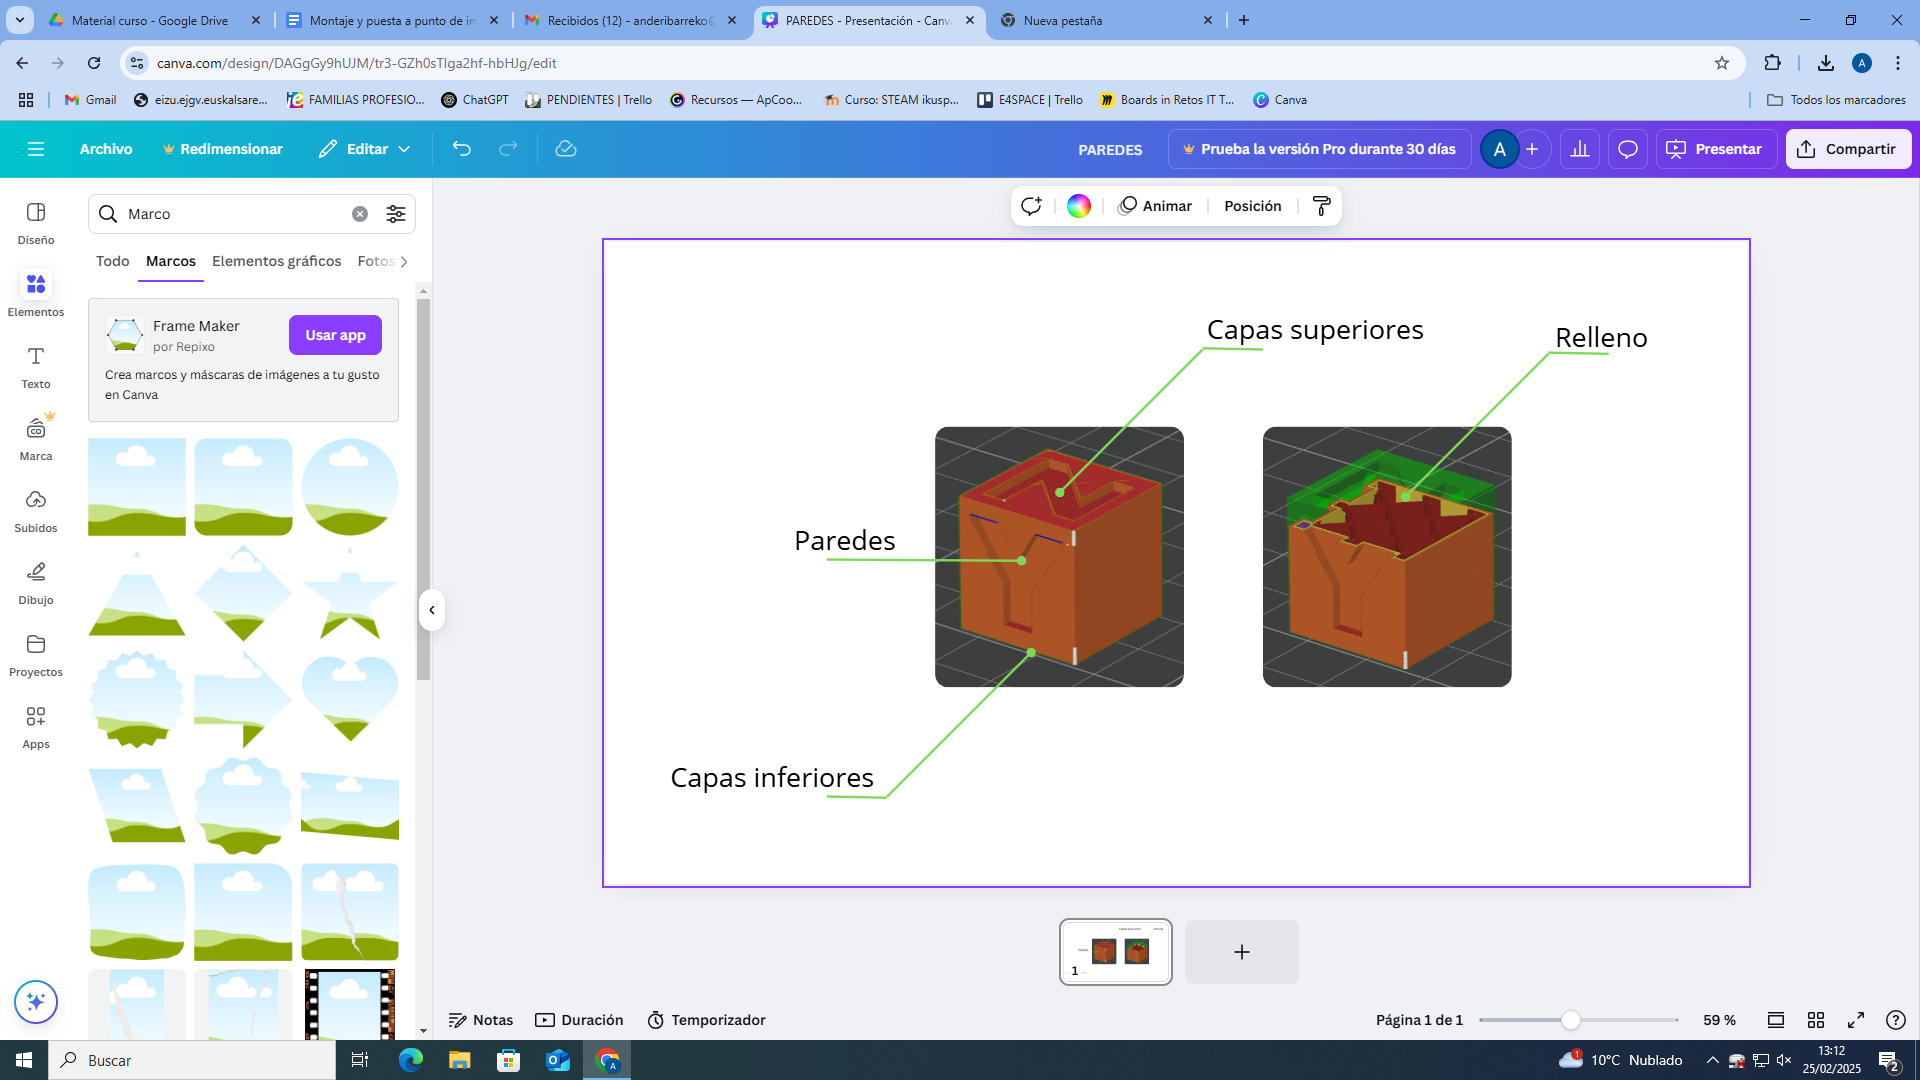 Material curso - Google Drive
Montaje y puesta a punto de in
Recibidos (12) - anderibarreko@
PAREDES - Presentación - Canva
Nueva pestaña
canva.com/design/DAGgGy9hUJM/tr3-GZh0sTIga2hf-hbHJg/edit
A
Gmail
eizu.ejgv.euskalsare...
FAMILIAS PROFESIO...
ChatGPT
PENDIENTES | Trello
Recursos — ApCoo...
Curso: STEAM ikusp...
E4SPACE | Trello
Boards in Retos IT T...
Canva
Todos los marcadores
Archivo
Redimensionar
Editar
PAREDES
Prueba la versión Pro durante 30 días
A
Presentar
Compartir
Diseño
Elementos
Texto
Marca
Subidos
Dibujo
Proyectos
Apps
Marco
Todo
Marcos
Elementos gráficos
Fotos
Frame Maker
por Repixo
Usar app
Crea marcos y máscaras de imágenes a tu gusto
en Canva
Animar
Posición
Capas superiores
Relleno
Paredes
Capas inferiores
1
Notas
Duración
Temporizador
Página 1 de 1
59 %
Buscar
1
10°C Nublado
13:12
25/02/2025
2